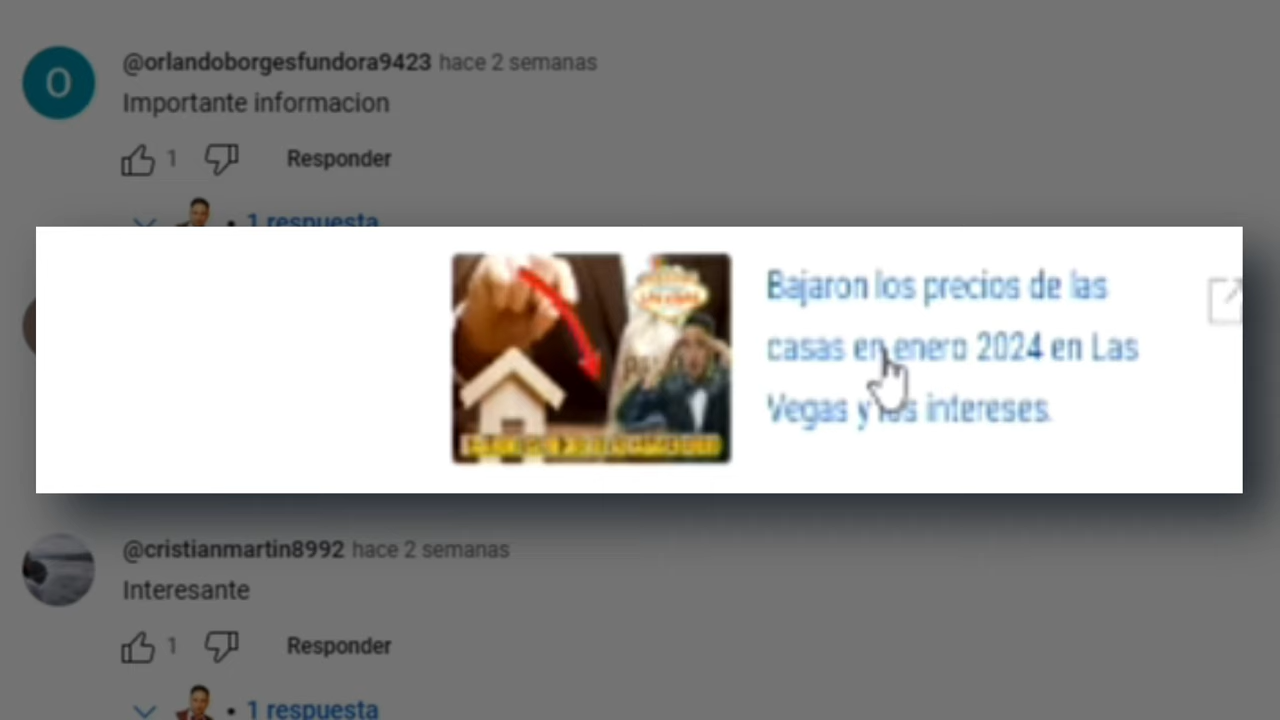 @orlandoborgesfundora9423 hace 2 semanas
Importante informacion
1 Responder
• 1 respuesta
Bajaron los precios de las
casas en enero 2024 en Las
Vegas y los intereses.
@cristianmartin8992 hace 2 semanas
Interesante
1 Responder
• 1 respuesta